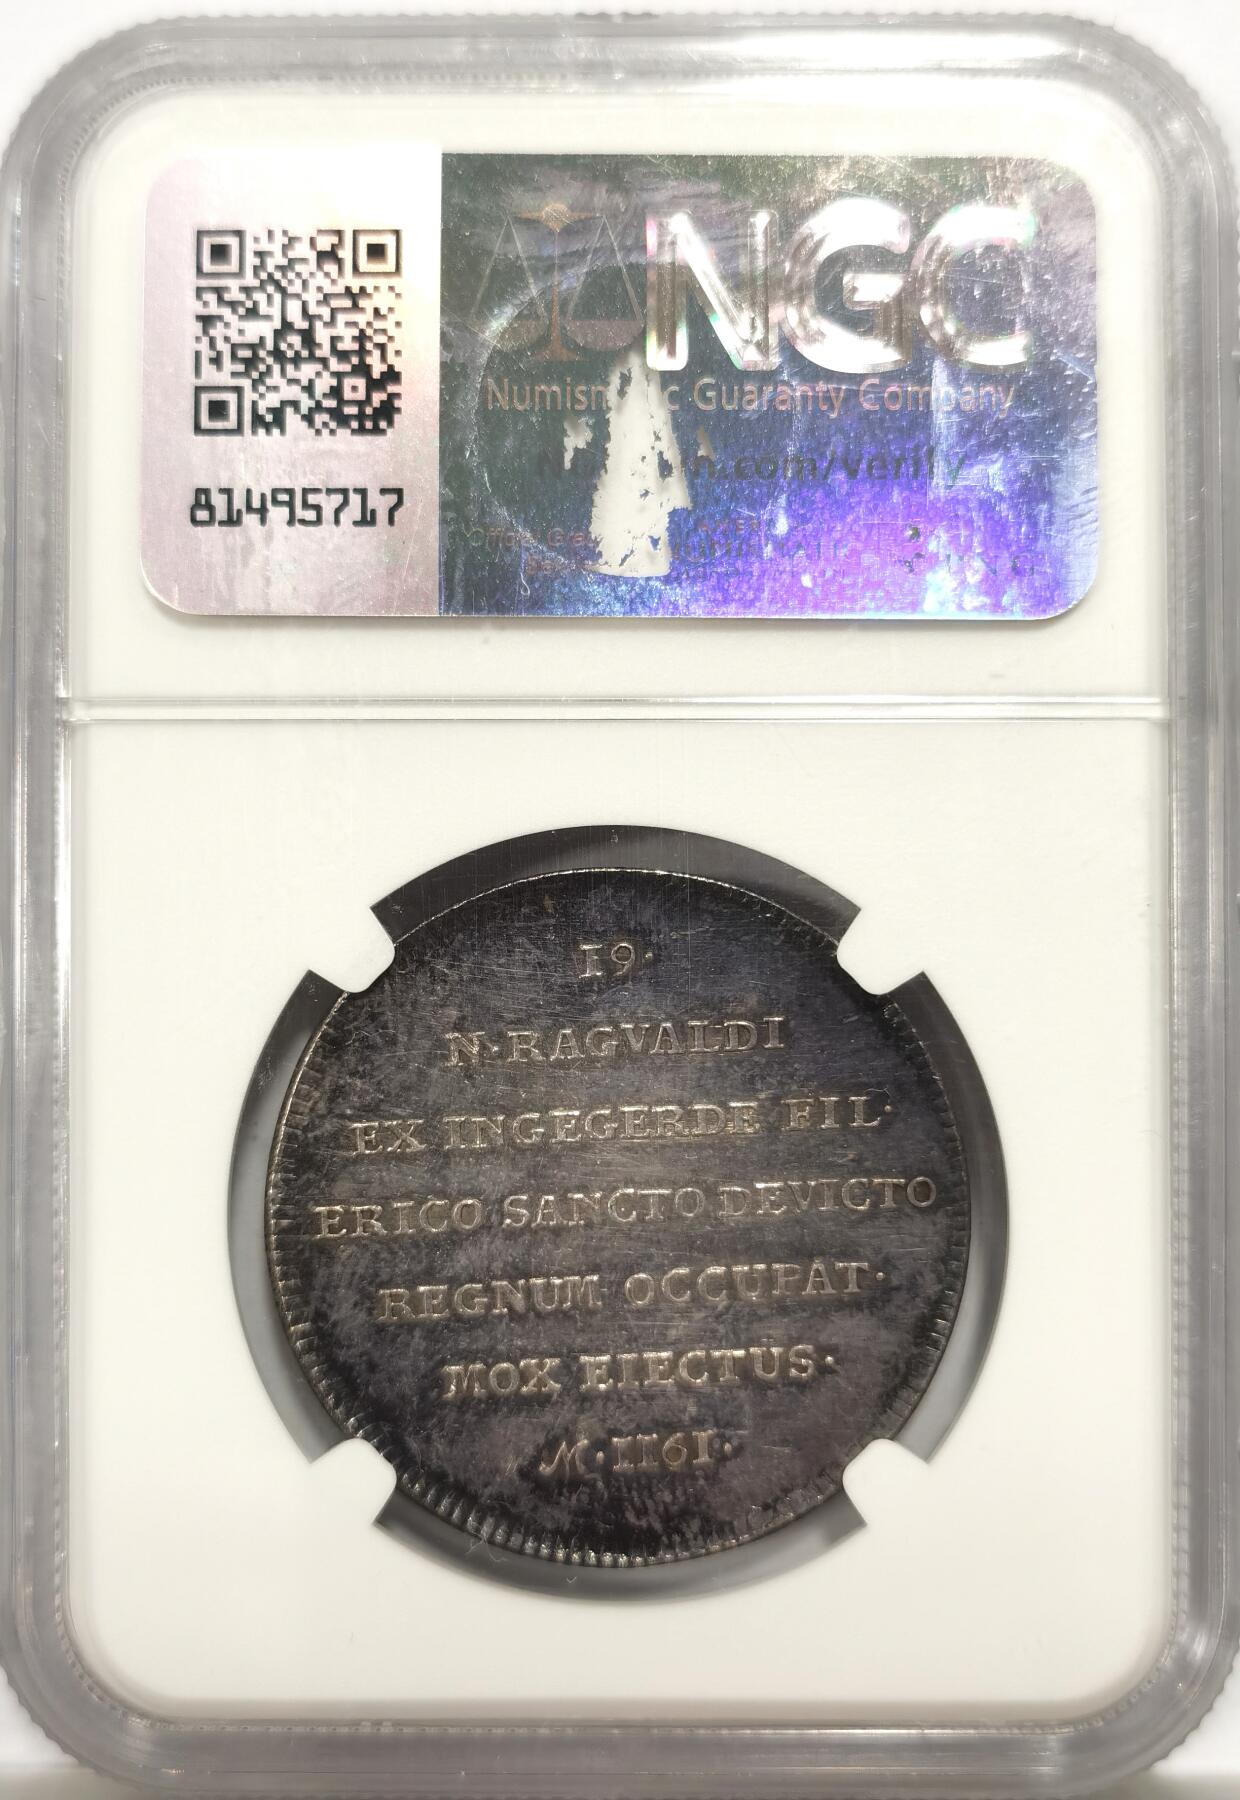 NGC
Guaranty Company
.com/verify
81495717
19·
N·RAGVALDI
EX INGEGERDE FIL·
ERICO SANCTO DEVICTO
REGNUM OCCUPAT·
MOX EIECTUS·
M·1161·